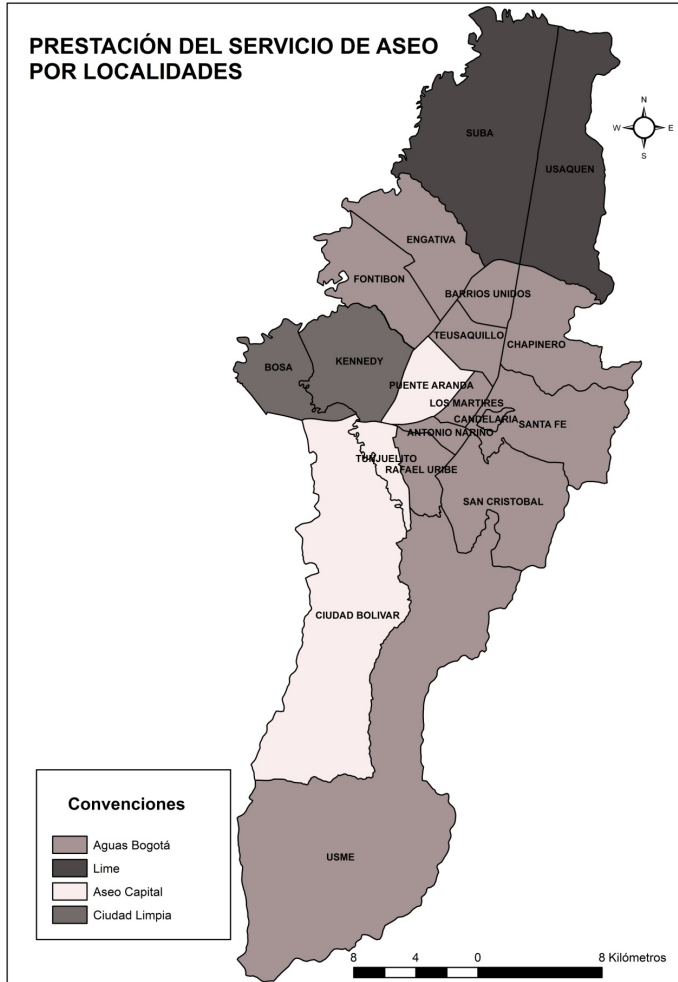 PRESTACIÓN DEL SERVICIO DE ASEO
POR LOCALIDADES
N
W E
S
SUBA
USAQUEN
ENGATIVA
FONTIBON
BARRIOS UNIDOS
TEUSAQUILLO
CHAPINERO
BOSA
KENNEDY
PUENTE ARANDA
LOS MARTIRES
CANDELARIA
SANTA FE
ANTONIO NARIÑO
TUNJUELITO
RAFAEL URIBE
SAN CRISTOBAL
CIUDAD BOLIVAR
USME
Convenciones
Aguas Bogotá
Lime
Aseo Capital
Ciudad Limpia
8 4 0 8 Kilómetros